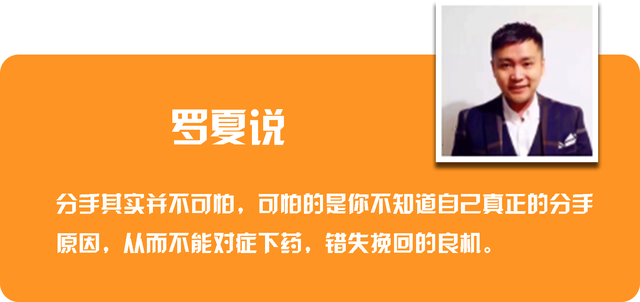 罗夏说
分手其实并不可怕，可怕的是你不知道自己真正的分手
原因，从而不能对症下药，错失挽回的良机。